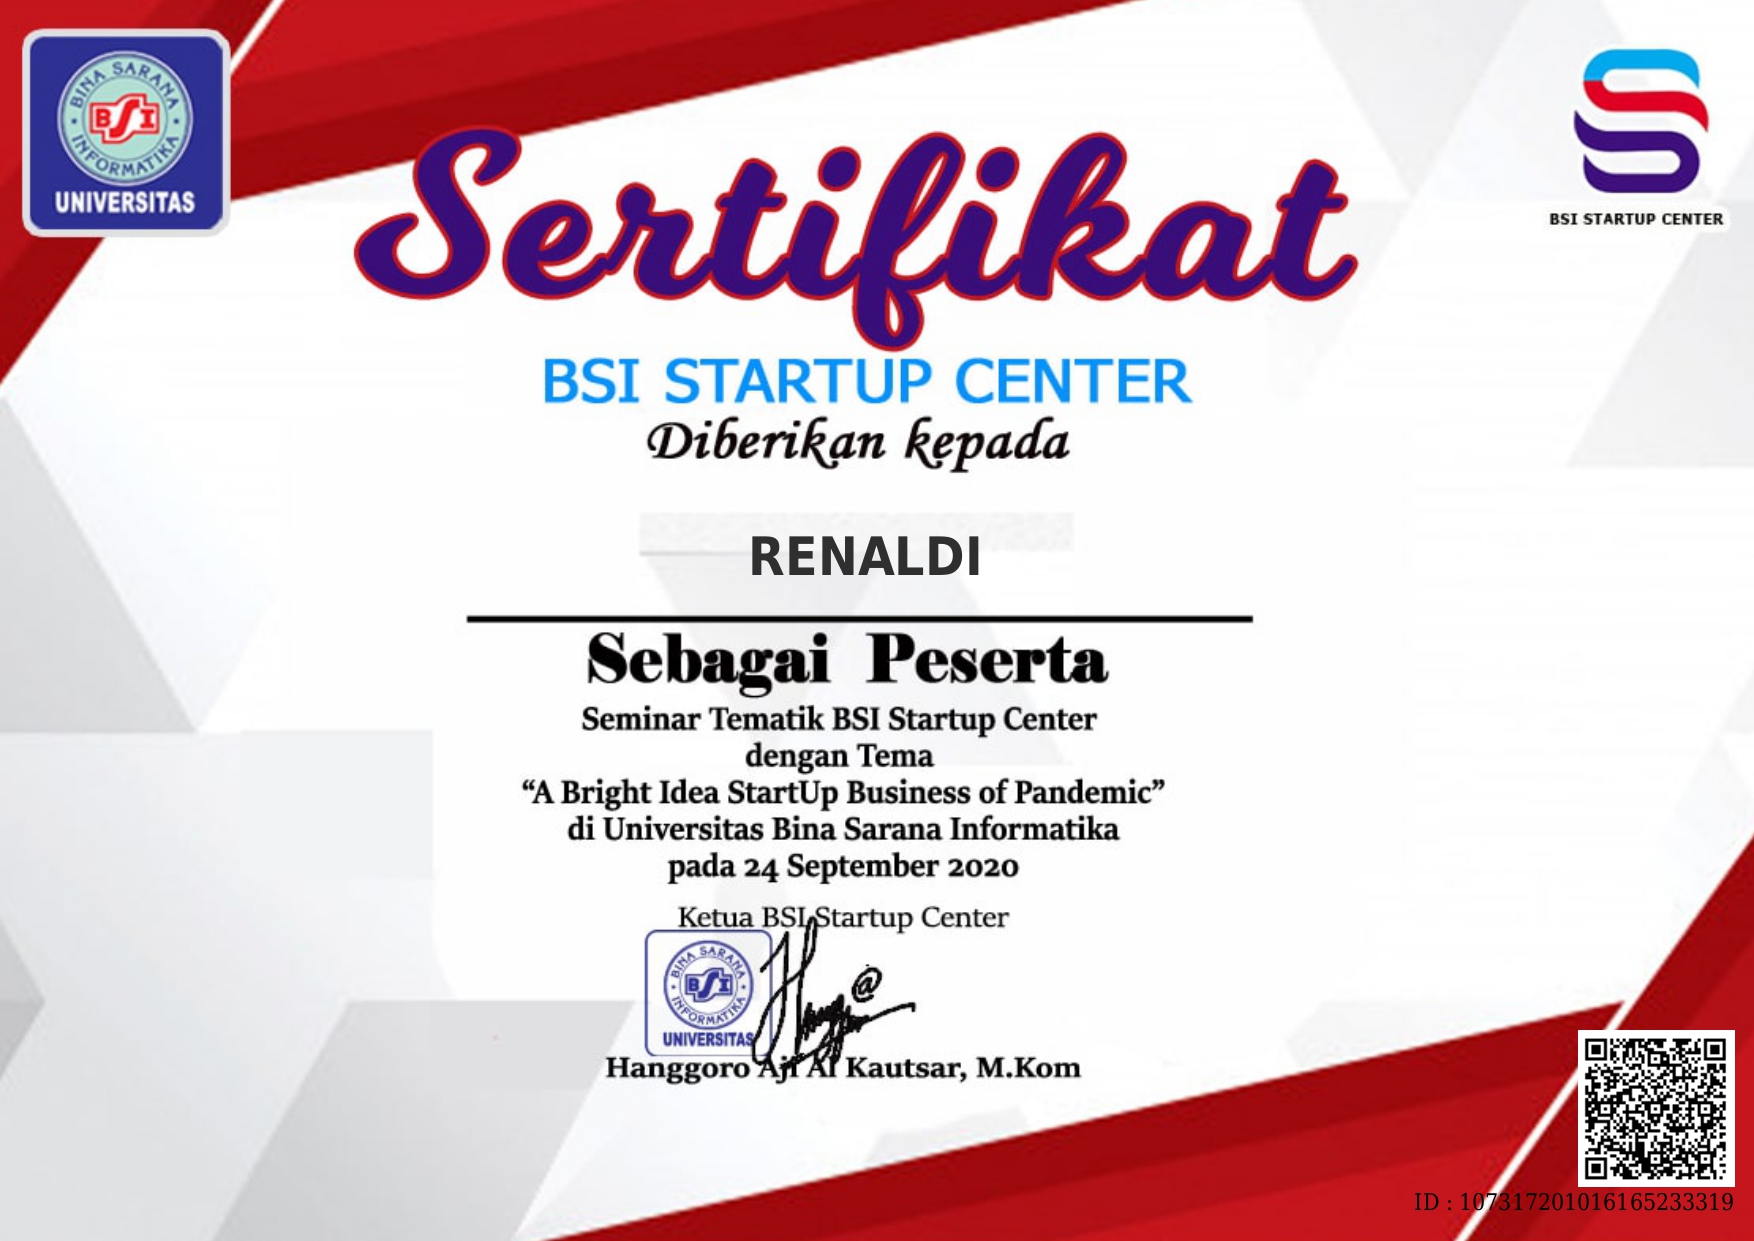 BINA SARANA
BSI
INFORMATIKA
UNIVERSITAS
BSI STARTUP CENTER
Sertifikat
BSI STARTUP CENTER
Diberikan kepada
RENALDI
Sebagai Peserta
Seminar Tematik BSI Startup Center
dengan Tema
“A Bright Idea StartUp Business of Pandemic”
di Universitas Bina Sarana Informatika
pada 24 September 2020
Ketua BSI Startup Center
BINA SARANA
BSI
INFORMATIKA
UNIVERSITAS
Hanggoro Aji Al Kautsar, M.Kom
ID : 107317201016165233319